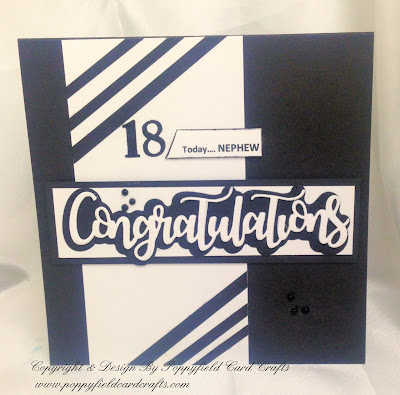 18
Today.... NEPHEW
Congratulations
Copyright & Design By Poppyfield Card Crafts
www.poppyfieldcardcrafts.com